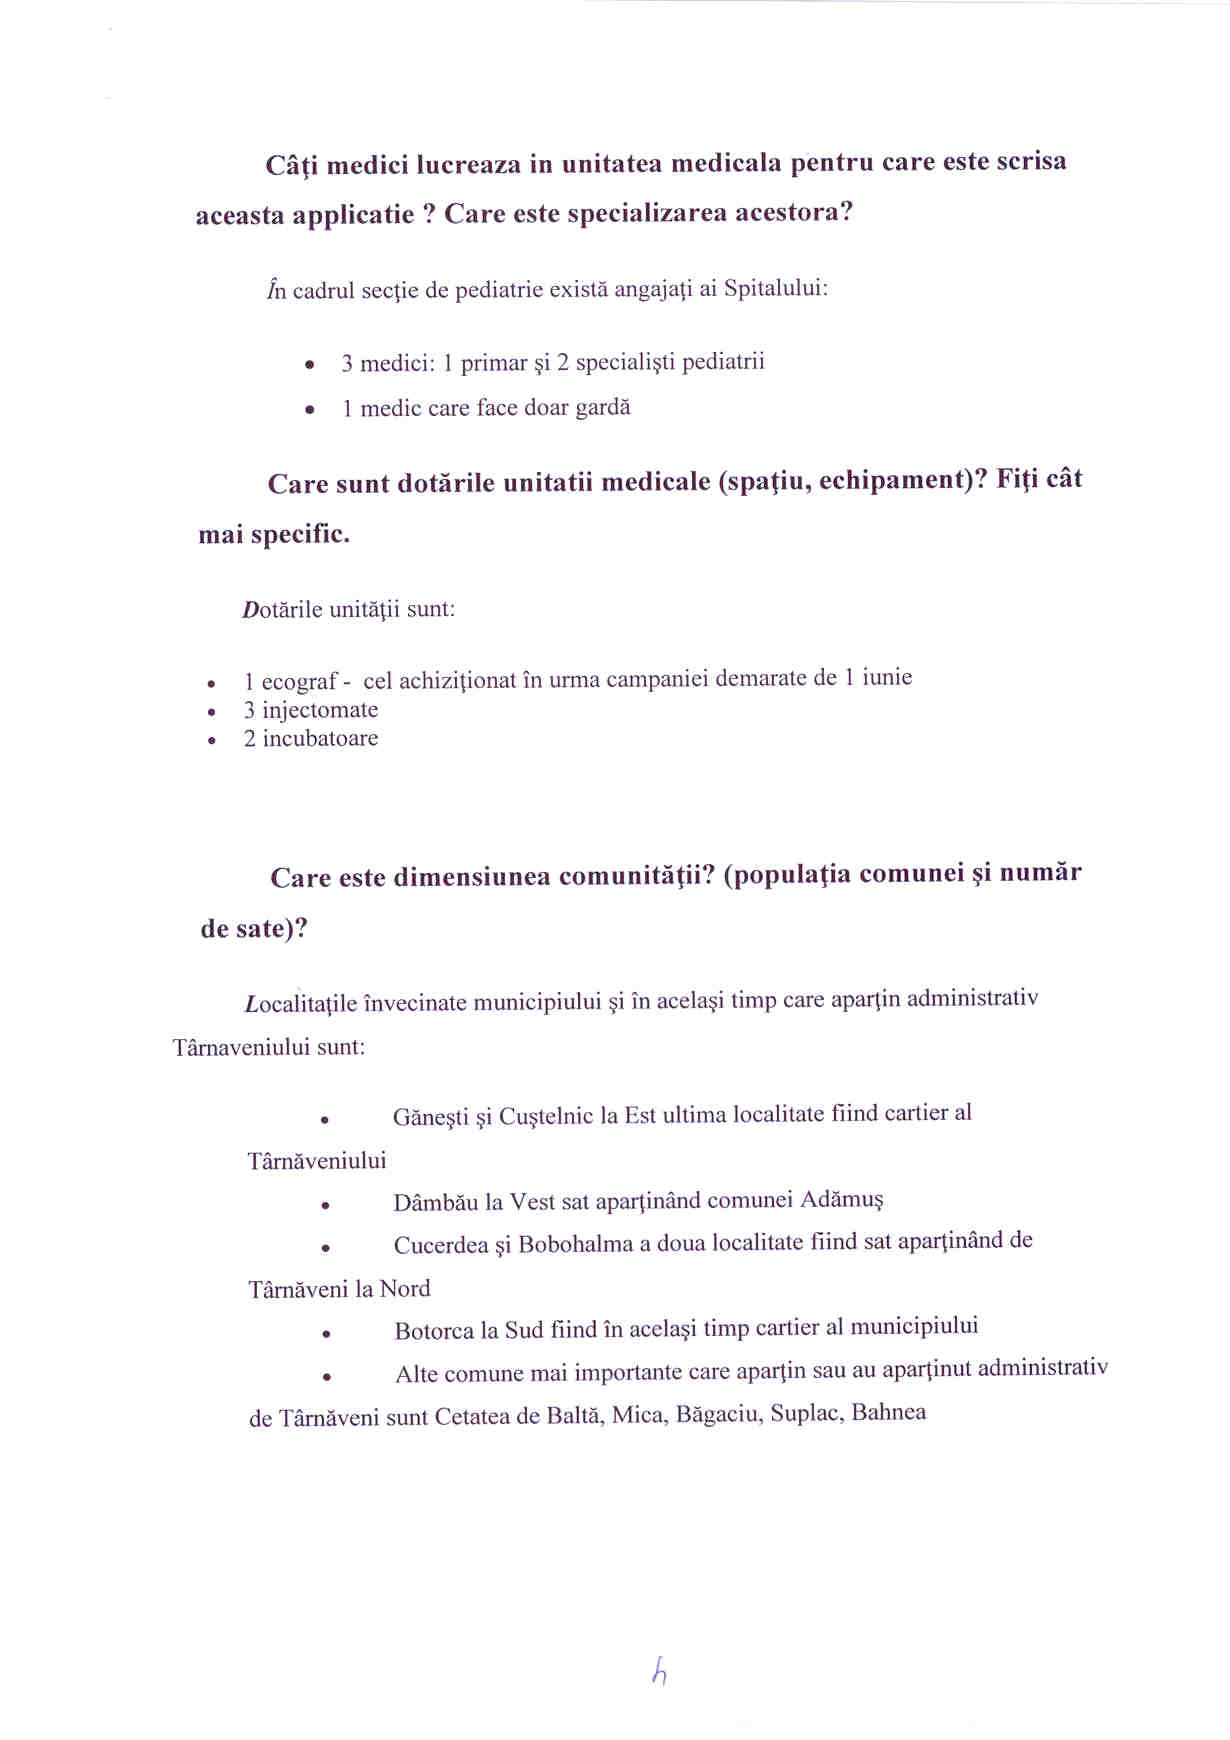 Câţi medici lucreaza in unitatea medicala pentru care este scrisa
aceasta applicatie ? Care este specializarea acestora?
În cadrul secţie de pediatrie există angajaţi ai Spitalului:
• 3 medici: 1 primar şi 2 specialişti pediatrii
• 1 medic care face doar gardă
Care sunt dotările unitatii medicale (spaţiu, echipament)? Fiţi cât
mai specific.
Dotările unităţii sunt:
• 1 ecograf - cel achiziţionat în urma campaniei demarate de 1 iunie
• 3 injectomate
• 2 incubatoare
Care este dimensiunea comunităţii? (populaţia comunei şi număr
de sate)?
Localitaţile învecinate municipiului şi în acelaşi timp care aparţin administrativ
Târnaveniului sunt:
• Găneşti şi Cuştelnic la Est ultima localitate fiind cartier al
Târnăveniului
• Dâmbău la Vest sat aparţinând comunei Adămuş
• Cucerdea şi Bobohalma a doua localitate fiind sat aparţinând de
Târnăveni la Nord
• Botorca la Sud fiind în acelaşi timp cartier al municipiului
• Alte comune mai importante care aparţin sau au aparţinut administrativ
de Târnăveni sunt Cetatea de Baltă, Mica, Băgaciu, Suplac, Bahnea
4